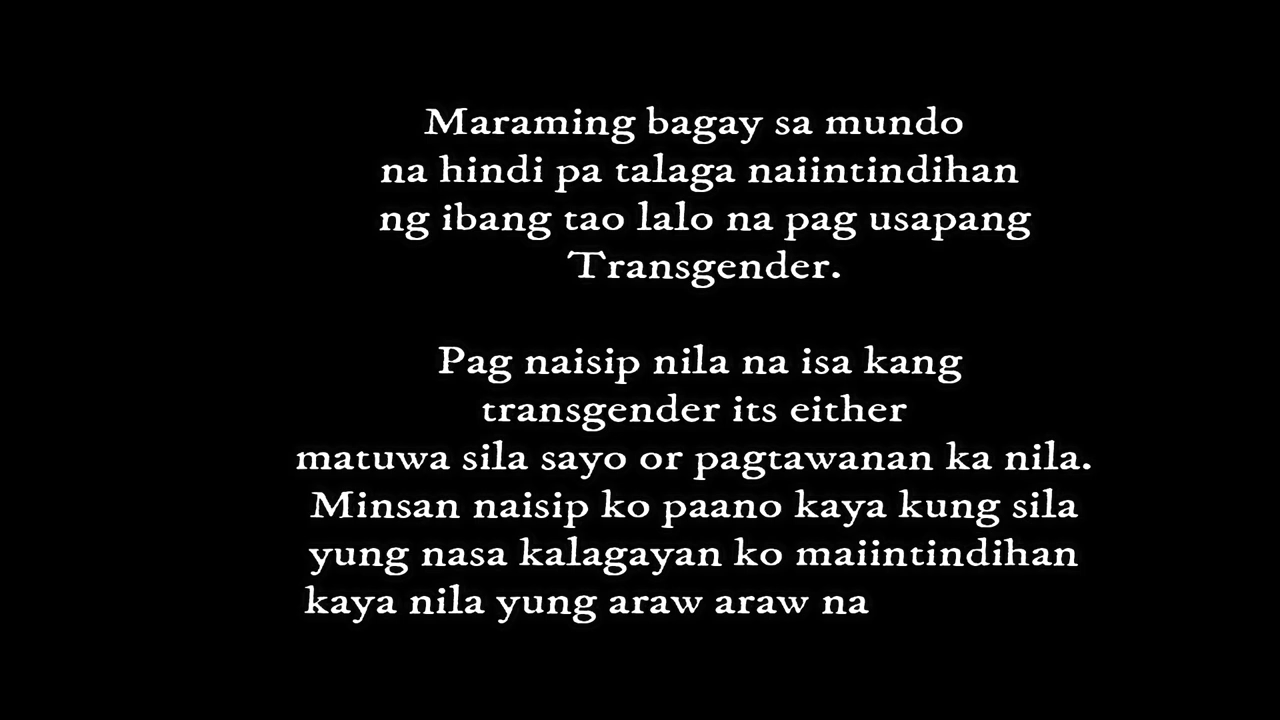 Maraming bagay sa mundo
na hindi pa talaga naiintindihan
ng ibang tao lalo na pag usapang
Transgender.
Pag naisip nila na isa kang
transgender its either
matuwa sila sayo or pagtawanan ka nila.
Minsan naisip ko paano kaya kung sila
yung nasa kalagayan ko maiintindihan
kaya nila yung araw araw na